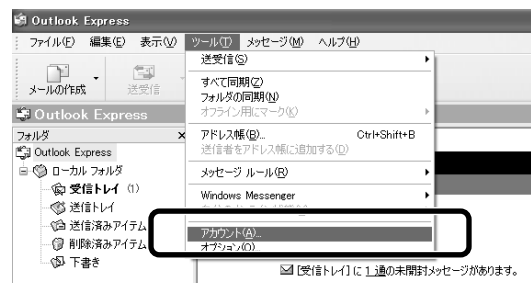 Outlook Express
ファイル(F) 編集(E) 表示(V) ツール(T) メッセージ(M) ヘルプ(H)
メールの作成 送受信
送受信(S)
すべて同期(Z)
フォルダの同期(N)
オフライン用にマーク(K)
アドレス帳(B)... Ctrl+Shift+B
送信者をアドレス帳に追加する(D)
メッセージ ルール(R)
Windows Messenger
アカウント(A)...
オプション(O)...
Outlook Express
フォルダ ×
Outlook Express
ローカル フォルダ
受信トレイ (1)
送信トレイ
送信済みアイテム
削除済みアイテム
下書き
[受信トレイ] に 1 通の未開封メッセージがあります。